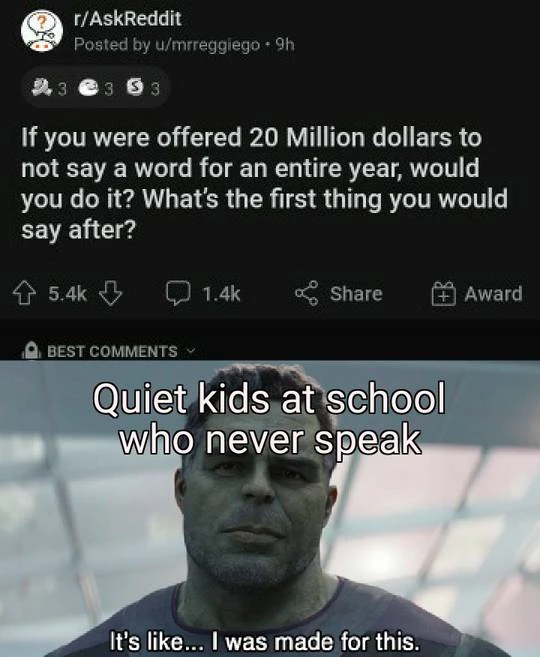 r/AskReddit
Posted by u/mrreggiego • 9h
3 3 S 3
If you were offered 20 Million dollars to
not say a word for an entire year, would
you do it? What's the first thing you would
say after?
5.4k 1.4k Share Award
BEST COMMENTS
Quiet kids at school
who never speak
It's like... I was made for this.